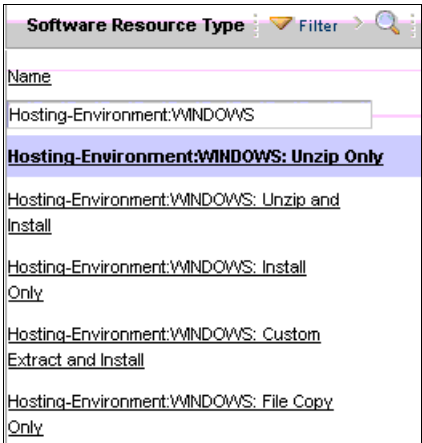 Software Resource Type Filter
Name
Hosting-Environment:WINDOWS
Hosting-Environment:WINDOWS: Unzip Only
Hosting-Environment:WINDOWS: Unzip and
Install
Hosting-Environment:WINDOWS: Install
Only
Hosting-Environment:WINDOWS: Custom
Extract and Install
Hosting-Environment:WINDOWS: File Copy
Only